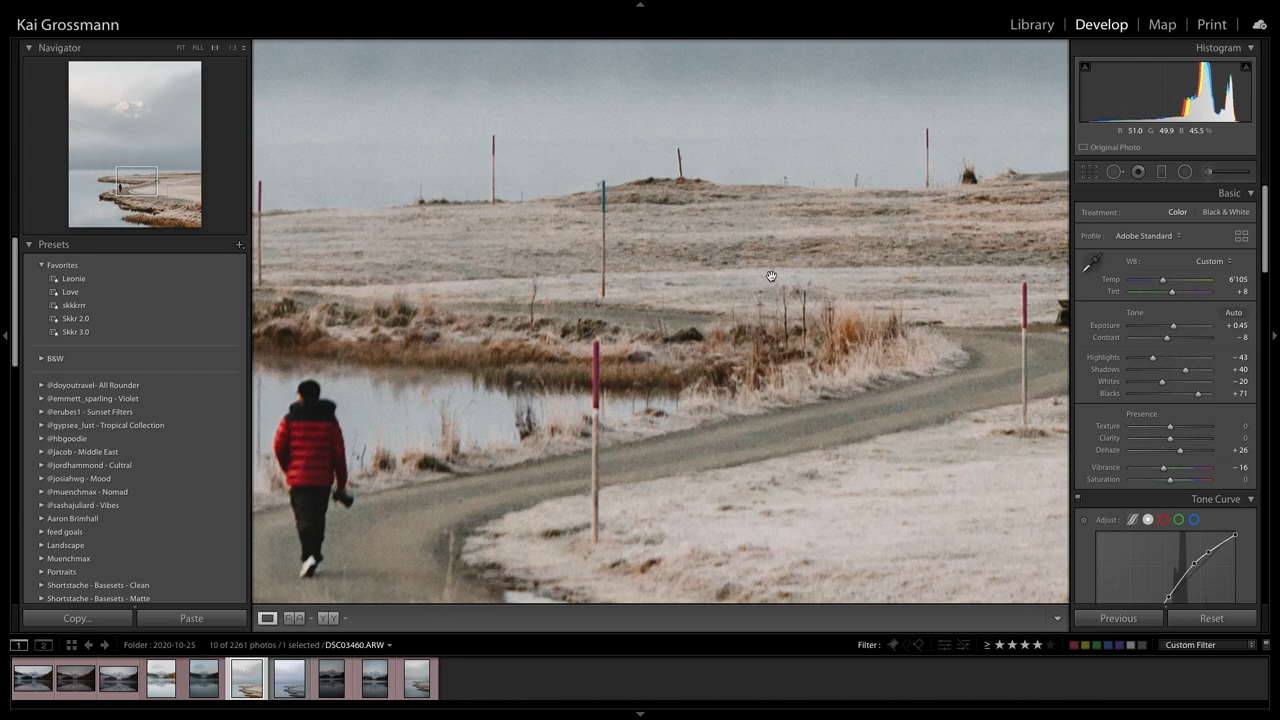 Kai Grossmann
Library | Develop | Map | Print |
Navigator FIT FILL 1:1 1:3
Presets +
Favorites
Leonie
Love
skkkrrr
Skkr 2.0
Skkr 3.0
B&W
@doyoutravel- All Rounder
@emmett_sparling - Violet
@erubes1 - Sunset Filters
@gypsea_lust - Tropical Collection
@hbgoodie
@jacob - Middle East
@jordhammond - Cultral
@josiahwg - Mood
@muenchmax - Nomad
@sashajuliard - Vibes
Aaron Brimhall
feed goals
Landscape
Muenchmax
Portraits
Shortstache - Basesets - Clean
Shortstache - Basesets - Matte
Copy... Paste
Histogram
R 51.0 G 49.9 B 45.5 %
Original Photo
Basic
Treatment : Color Black & White
Profile : Adobe Standard
WB : Custom
Temp 6'105
Tint + 8
Tone Auto
Exposure + 0.45
Contrast − 8
Highlights − 43
Shadows + 40
Whites − 20
Blacks + 71
Presence
Texture 0
Clarity 0
Dehaze + 26
Vibrance − 16
Saturation 0
Tone Curve
Adjust :
Previous Reset
1 2 Folder : 2020-10-25 10 of 2261 photos / 1 selected / DSC03460.ARW Filter : ≥ ★★★★★ Custom Filter